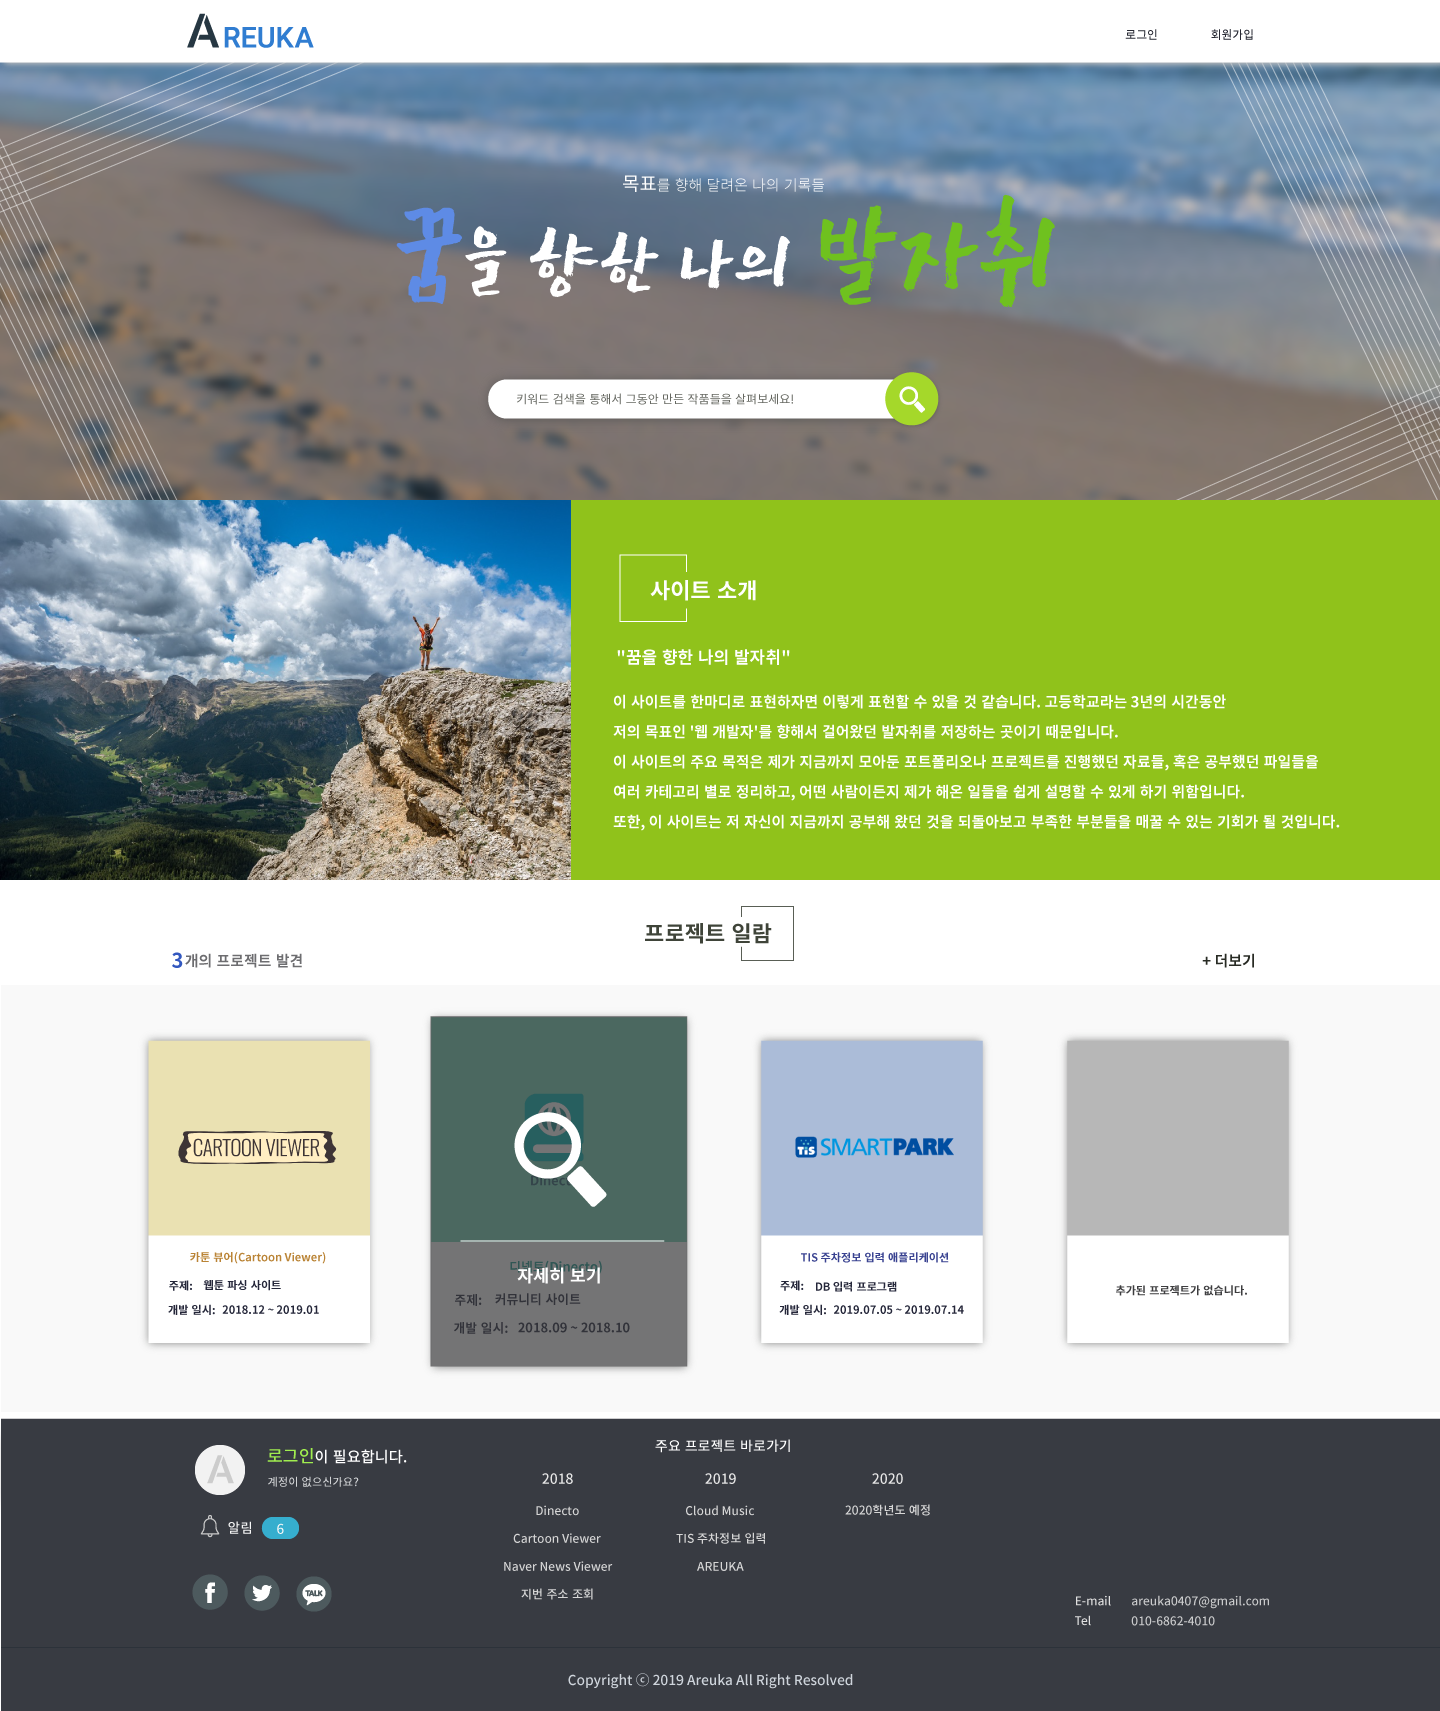 AREUKA
로그인
회원가입
목표를 향해 달려온 나의 기록들
꿈을 향한 나의 발자취
키워드 검색을 통해서 그동안 만든 작품들을 살펴보세요!
사이트 소개
"꿈을 향한 나의 발자취"
이 사이트를 한마디로 표현하자면 이렇게 표현할 수 있을 것 같습니다. 고등학교라는 3년의 시간동안
저의 목표인 '웹 개발자'를 향해서 걸어왔던 발자취를 저장하는 곳이기 때문입니다.
이 사이트의 주요 목적은 제가 지금까지 모아둔 포트폴리오나 프로젝트를 진행했던 자료들, 혹은 공부했던 파일들을
여러 카테고리 별로 정리하고, 어떤 사람이든지 제가 해온 일들을 쉽게 설명할 수 있게 하기 위함입니다.
또한, 이 사이트는 저 자신이 지금까지 공부해 왔던 것을 되돌아보고 부족한 부분들을 매꿀 수 있는 기회가 될 것입니다.
프로젝트 일람
3개의 프로젝트 발견
+ 더보기
CARTOON VIEWER
카툰 뷰어(Cartoon Viewer)
주제: 웹툰 파싱 사이트
개발 일시: 2018.12 ~ 2019.01
자세히 보기
주제: 커뮤니티 사이트
개발 일시: 2018.09 ~ 2018.10
TiS SMARTPARK
TIS 주차정보 입력 애플리케이션
주제: DB 입력 프로그램
개발 일시: 2019.07.05 ~ 2019.07.14
추가된 프로젝트가 없습니다.
A
로그인이 필요합니다.
계정이 없으신가요?
알림 6
TALK
주요 프로젝트 바로가기
2018
Dinecto
Cartoon Viewer
Naver News Viewer
지번 주소 조회
2019
Cloud Music
TIS 주차정보 입력
AREUKA
2020
2020학년도 예정
E-mail areuka0407@gmail.com
Tel 010-6862-4010
Copyright ⓒ 2019 Areuka All Right Resolved